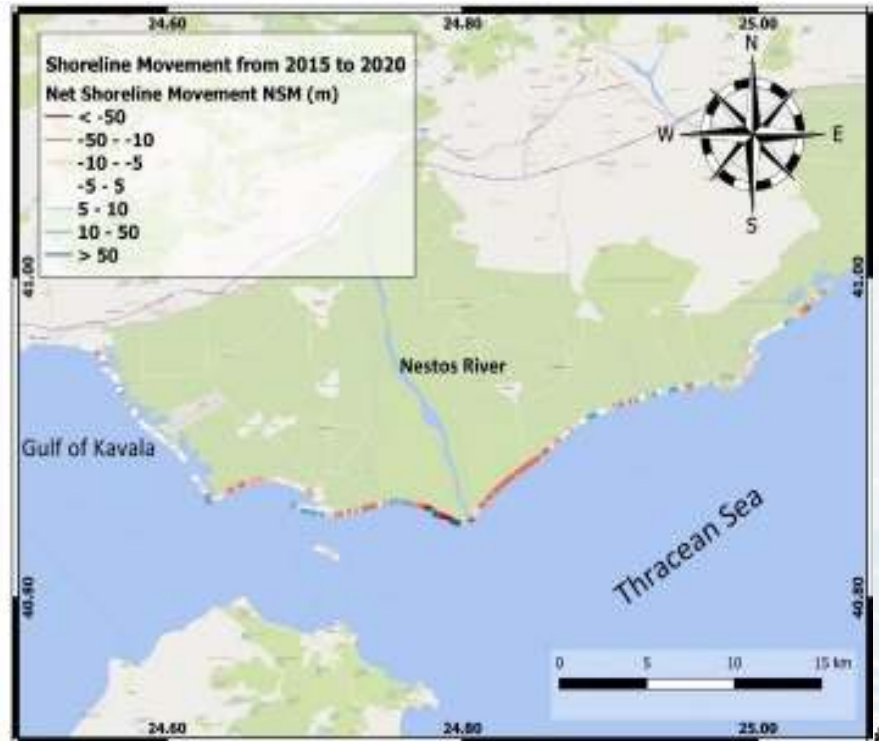 24.60 24.80 25.00
Shoreline Movement from 2015 to 2020
Net Shoreline Movement NSM (m)
< -50
-50 - -10
-10 - -5
-5 - 5
5 - 10
10 - 50
> 50
N
W E
S
41.00 41.00
Nestos River
Gulf of Kavala
Thracean Sea
40.80 40.80
0 5 10 15 km
24.60 24.80 25.00